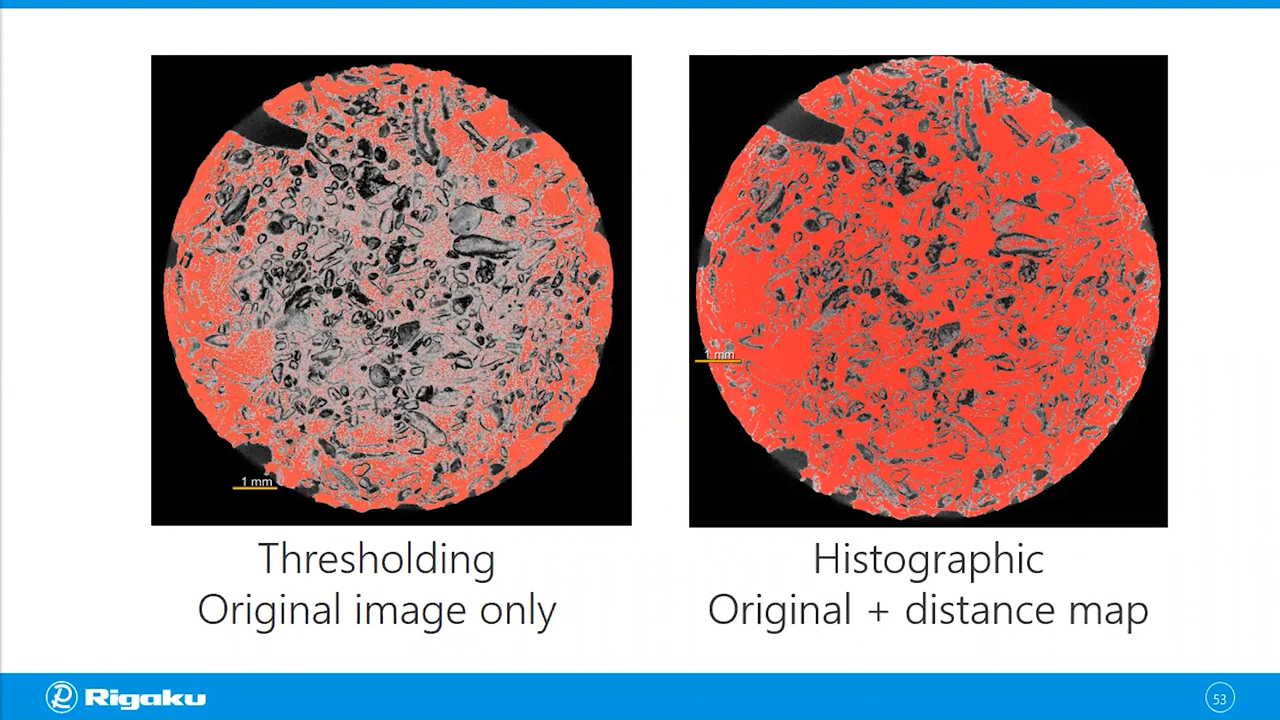 1 mm
1 mm
Thresholding
Original image only
Histographic
Original + distance map
Rigaku
53